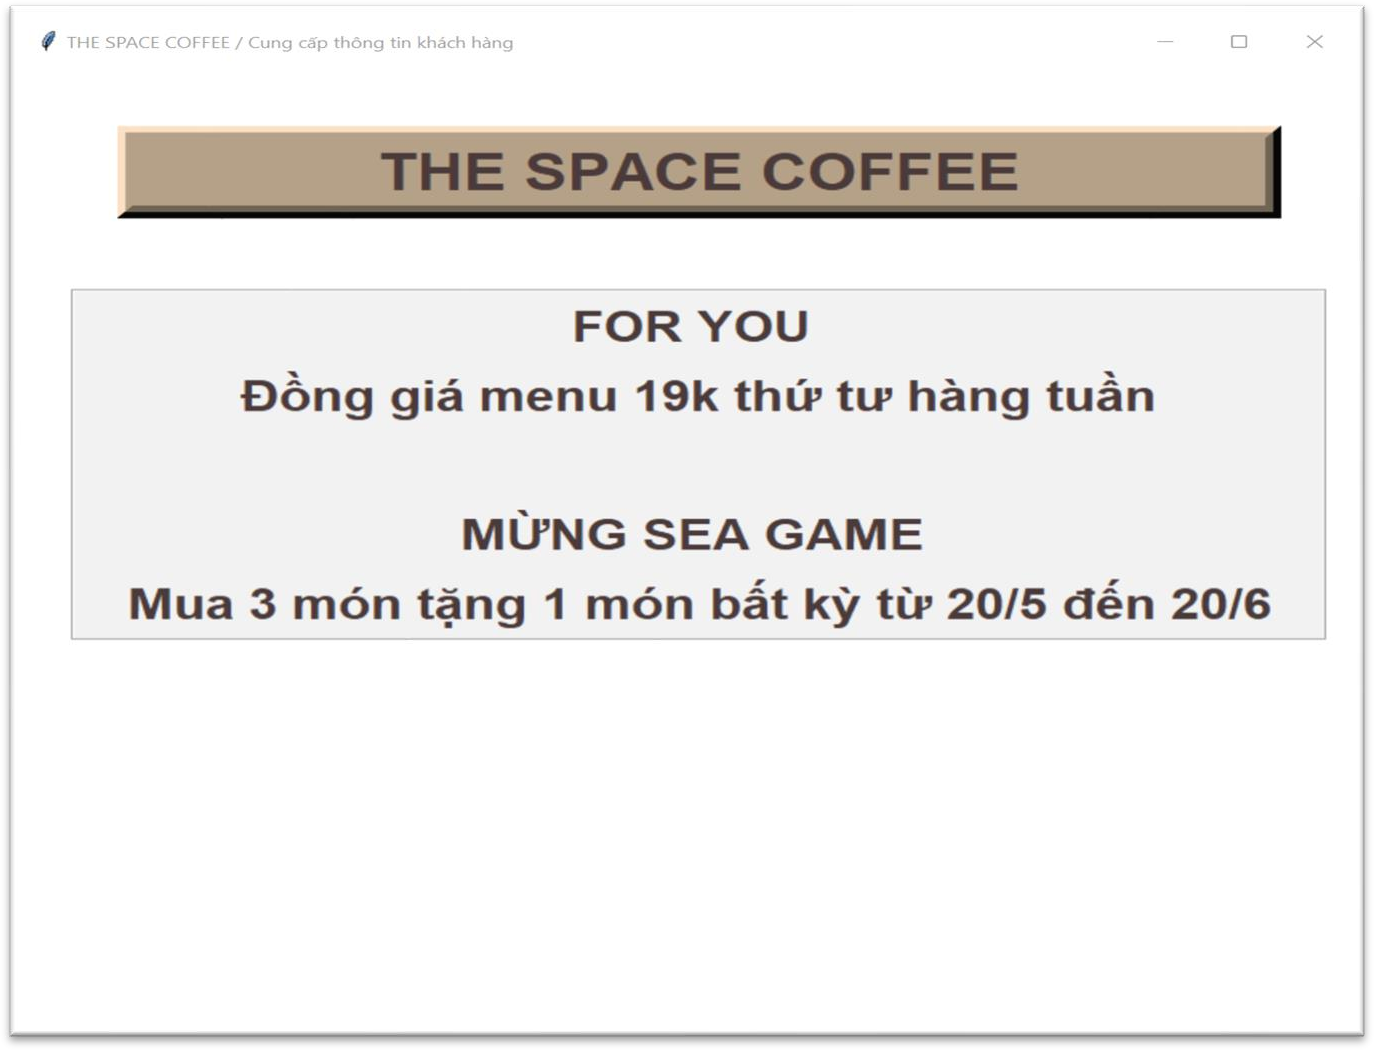 THE SPACE COFFEE / Cung cấp thông tin khách hàng
THE SPACE COFFEE
FOR YOU
Đồng giá menu 19k thứ tư hàng tuần
MỪNG SEA GAME
Mua 3 món tặng 1 món bất kỳ từ 20/5 đến 20/6